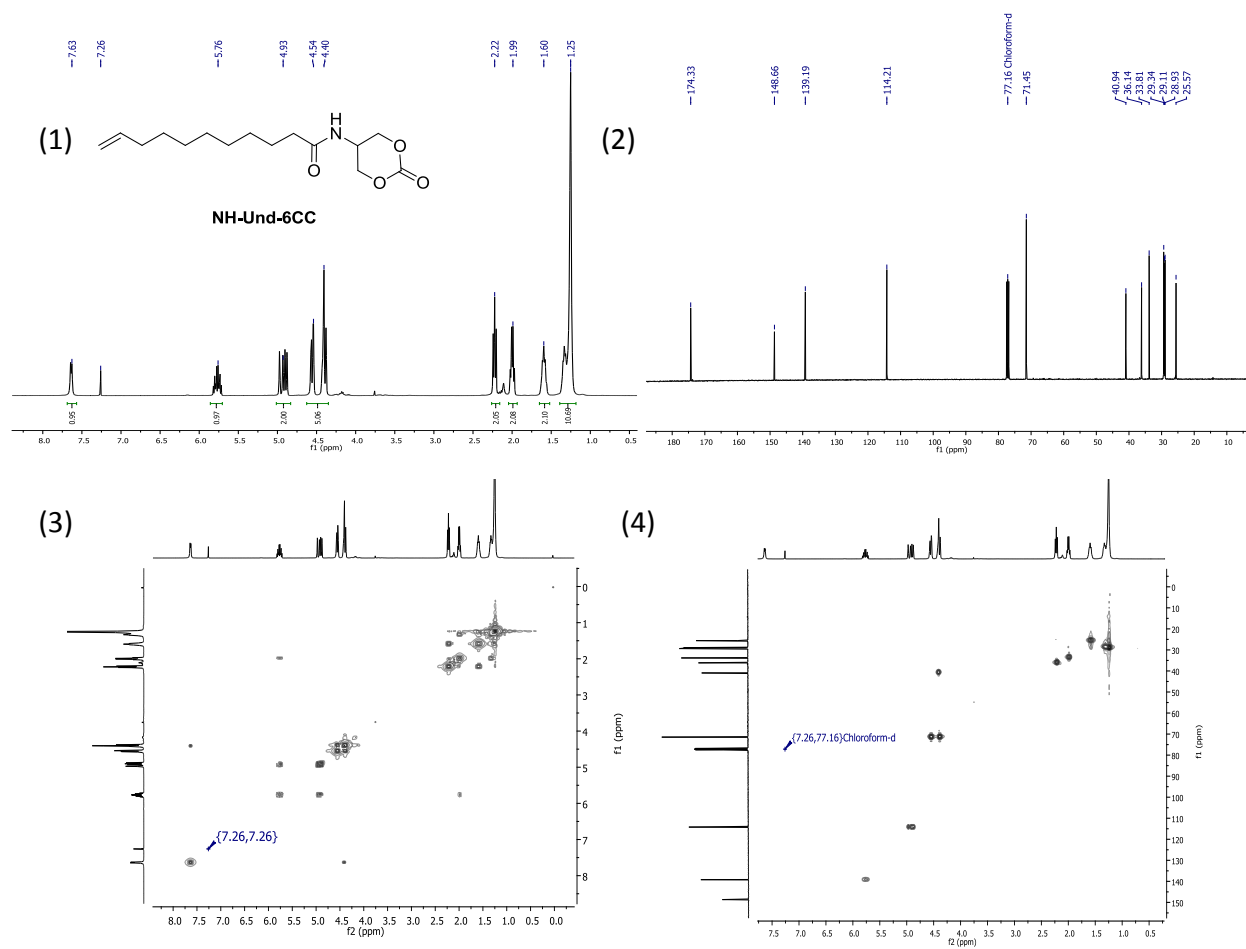 7.63 7.26 5.76 4.93 4.54 4.40 2.22 1.99 1.60 1.25
(1)
H
N
O
O
O
O
NH-Und-6CC
0.95 0.97 2.00 5.06 2.05 2.08 2.10 10.69
8.0 7.5 7.0 6.5 6.0 5.5 5.0 4.5 4.0 3.5 3.0 2.5 2.0 1.5 1.0 0.5
f1 (ppm)
174.33 148.66 139.19 114.21 77.16 Chloroform-d 71.45 40.94 36.14 33.81 29.34 29.11 28.93 25.57
(2)
180 170 160 150 140 130 120 110 100 90 80 70 60 50 40 30 20 10
f1 (ppm)
(3)
{7.26,7.26}
0
1
2
3
4
5
6
7
8
f1 (ppm)
8.0 7.5 7.0 6.5 6.0 5.5 5.0 4.5 4.0 3.5 3.0 2.5 2.0 1.5 1.0 0.5 0.0
f2 (ppm)
(4)
{7.26,77.16}Chloroform-d
0
10
20
30
40
50
60
70
80
90
100
110
120
130
140
150
f1 (ppm)
7.5 7.0 6.5 6.0 5.5 5.0 4.5 4.0 3.5 3.0 2.5 2.0 1.5 1.0 0.5
f2 (ppm)